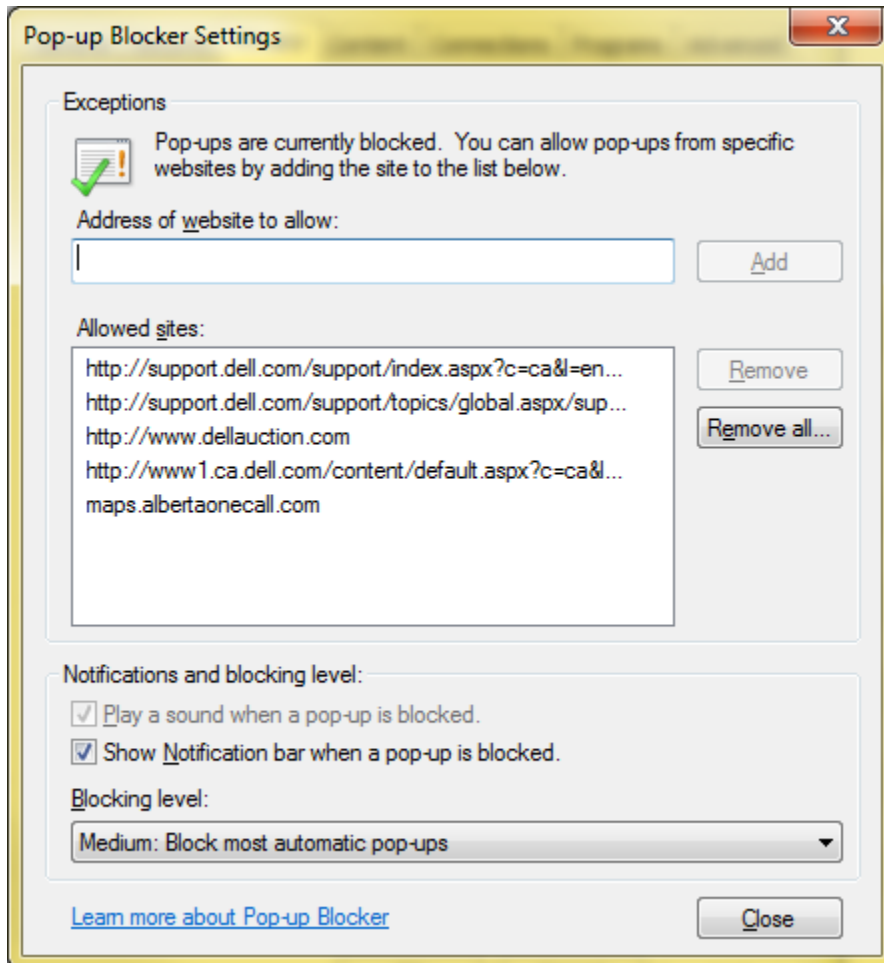 Pop-up Blocker Settings
Exceptions
Pop-ups are currently blocked. You can allow pop-ups from specific
websites by adding the site to the list below.
Address of website to allow:
Add
Allowed sites:
http://support.dell.com/support/index.aspx?c=ca&l=en...
http://support.dell.com/support/topics/global.aspx/sup...
http://www.dellauction.com
http://www1.ca.dell.com/content/default.aspx?c=ca&l...
maps.albertaonecall.com
Remove
Remove all...
Notifications and blocking level:
Play a sound when a pop-up is blocked.
Show Notification bar when a pop-up is blocked.
Blocking level:
Medium: Block most automatic pop-ups
Learn more about Pop-up Blocker
Close